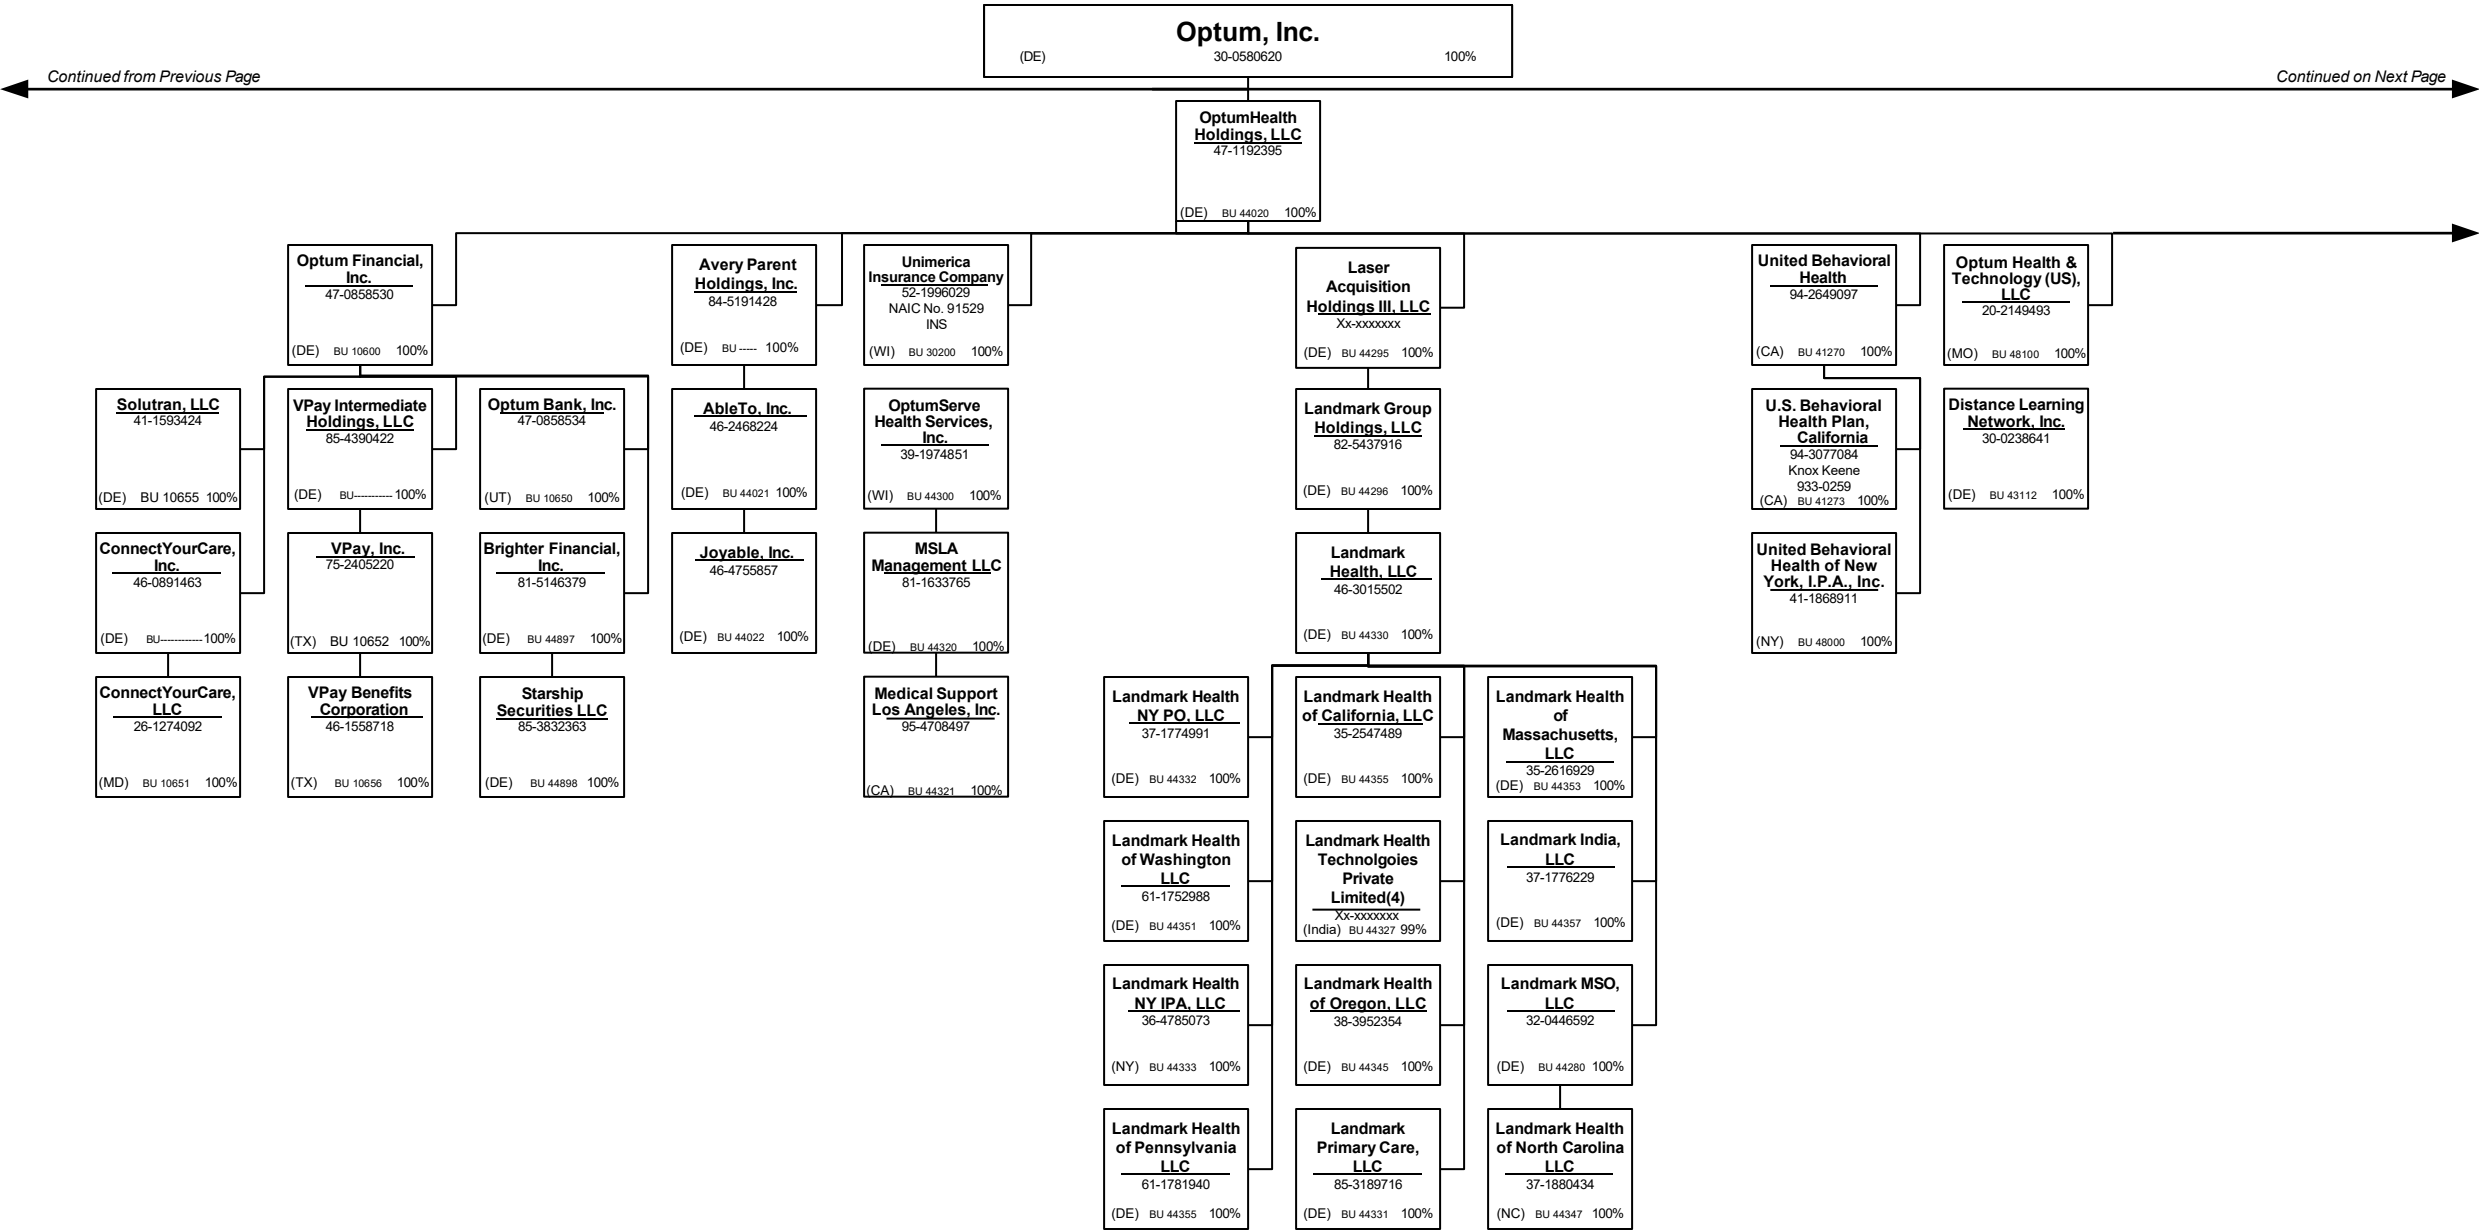 Optum, Inc.
(DE) 30-0580620 100%
Continued from Previous Page
Continued on Next Page
OptumHealth
Holdings, LLC
47-1192395
(DE) BU 44020 100%
Optum Financial,
Inc.
47-0858530
(DE) BU 10600 100%
Avery Parent
Holdings, Inc.
84-5191428
(DE) BU ----- 100%
Unimerica
Insurance Company
52-1996029
NAIC No. 91529
INS
(WI) BU 30200 100%
Laser
Acquisition
Holdings III, LLC
Xx-xxxxxxx
(DE) BU 44295 100%
United Behavioral
Health
94-2649097
(CA) BU 41270 100%
Optum Health &
Technology (US),
LLC
20-2149493
(MO) BU 48100 100%
Solutran, LLC
41-1593424
(DE) BU 10655 100%
VPay Intermediate
Holdings, LLC
85-4390422
(DE) BU----------- 100%
Optum Bank, Inc.
47-0858534
(UT) BU 10650 100%
AbleTo, Inc.
46-2468224
(DE) BU 44021 100%
OptumServe
Health Services,
Inc.
39-1974851
(WI) BU 44300 100%
Landmark Group
Holdings, LLC
82-5437916
(DE) BU 44296 100%
U.S. Behavioral
Health Plan,
California
94-3077084
Knox Keene
933-0259
(CA) BU 41273 100%
Distance Learning
Network, Inc.
30-0238641
(DE) BU 43112 100%
ConnectYourCare,
Inc.
46-0891463
(DE) BU------------ 100%
VPay, Inc.
75-2405220
(TX) BU 10652 100%
Brighter Financial,
Inc.
81-5146379
(DE) BU 44897 100%
Joyable, Inc.
46-4755857
(DE) BU 44022 100%
MSLA
Management LLC
81-1633765
(DE) BU 44320 100%
Landmark
Health, LLC
46-3015502
(DE) BU 44330 100%
United Behavioral
Health of New
York, I.P.A., Inc.
41-1868911
(NY) BU 48000 100%
ConnectYourCare,
LLC
26-1274092
(MD) BU 10651 100%
VPay Benefits
Corporation
46-1558718
(TX) BU 10656 100%
Starship
Securities LLC
85-3832363
(DE) BU 44898 100%
Medical Support
Los Angeles, Inc.
95-4708497
(CA) BU 44321 100%
Landmark Health
NY PO, LLC
37-1774991
(DE) BU 44332 100%
Landmark Health
of California, LLC
35-2547489
(DE) BU 44355 100%
Landmark Health
of
Massachusetts,
LLC
35-2616929
(DE) BU 44353 100%
Landmark Health
of Washington
LLC
61-1752988
(DE) BU 44351 100%
Landmark Health
Technolgoies
Private
Limited(4)
Xx-xxxxxxx
(India) BU 44327 99%
Landmark India,
LLC
37-1776229
(DE) BU 44357 100%
Landmark Health
NY IPA, LLC
36-4785073
(NY) BU 44333 100%
Landmark Health
of Oregon, LLC
38-3952354
(DE) BU 44345 100%
Landmark MSO,
LLC
32-0446592
(DE) BU 44280 100%
Landmark Health
of Pennsylvania
LLC
61-1781940
(DE) BU 44355 100%
Landmark
Primary Care,
LLC
85-3189716
(DE) BU 44331 100%
Landmark Health
of North Carolina
LLC
37-1880434
(NC) BU 44347 100%